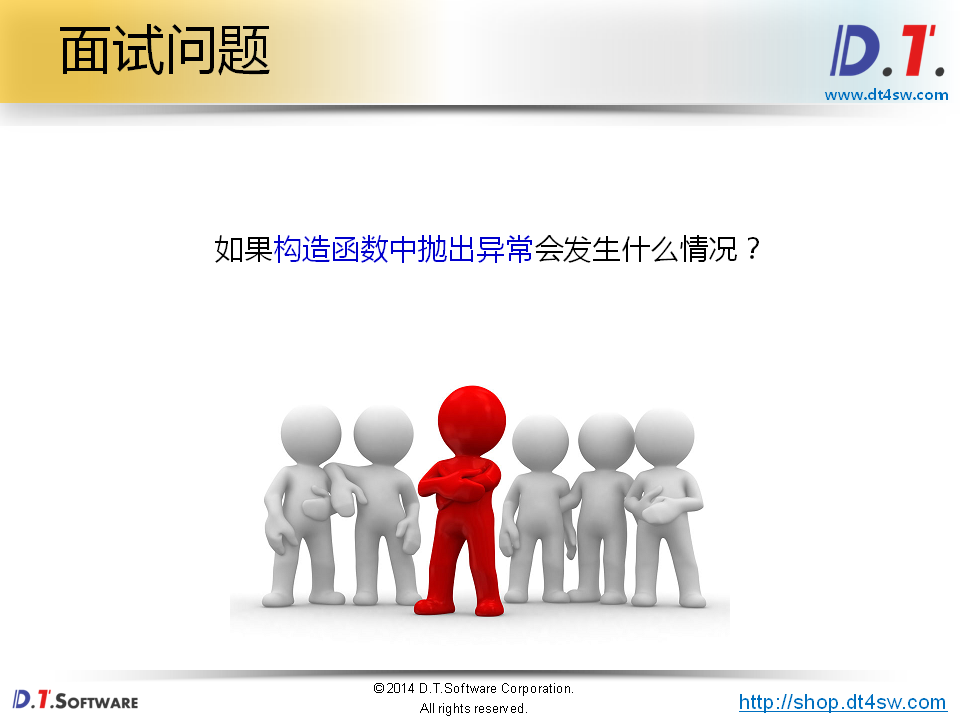 面试问题
D.T.
www.dt4sw.com
如果构造函数中抛出异常会发生什么情况？
D.T.SOFTWARE
©2014 D.T.Software Corporation.
All rights reserved.
http://shop.dt4sw.com